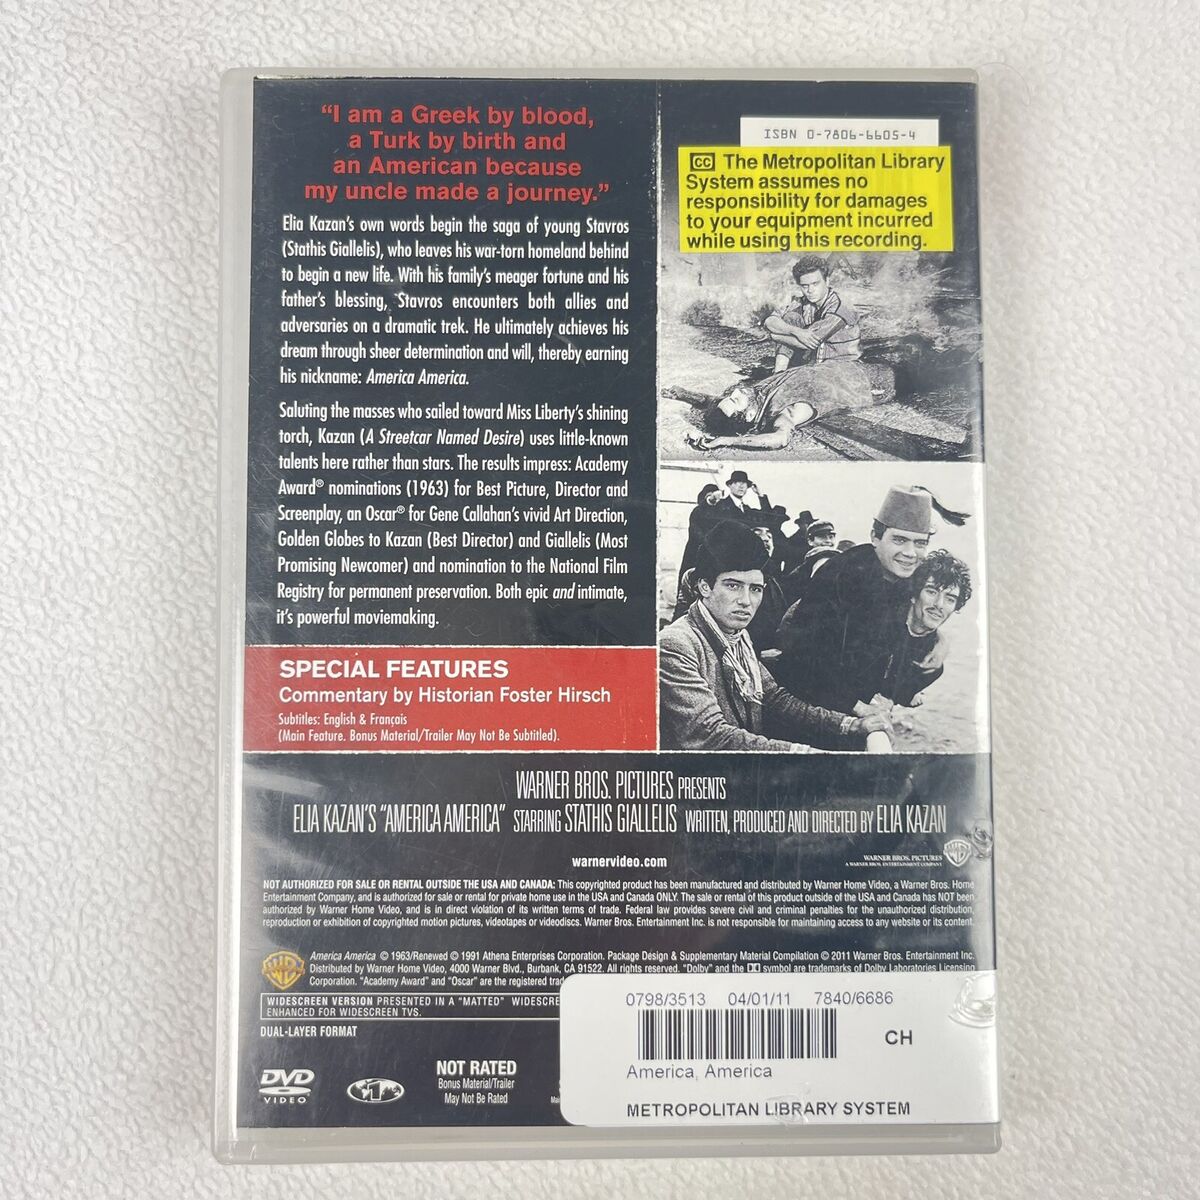 “I am a Greek by blood,
a Turk by birth and
an American because
my uncle made a journey.”
Elia Kazan's own words begin the saga of young Stavros
(Stathis Giallelis), who leaves his war-torn homeland behind
to begin a new life. With his family's meager fortune and his
father's blessing, Stavros encounters both allies and
adversaries on a dramatic trek. He ultimately achieves his
dream through sheer determination and will, thereby earning
his nickname: America America.
Saluting the masses who sailed toward Miss Liberty's shining
torch, Kazan (A Streetcar Named Desire) uses little-known
talents here rather than stars. The results impress: Academy
Award® nominations (1963) for Best Picture, Director and
Screenplay, an Oscar® for Gene Callahan's vivid Art Direction,
Golden Globes to Kazan (Best Director) and Giallelis (Most
Promising Newcomer) and nomination to the National Film
Registry for permanent preservation. Both epic and intimate,
it's powerful moviemaking.
SPECIAL FEATURES
Commentary by Historian Foster Hirsch
Subtitles: English & Français
(Main Feature. Bonus Material/Trailer May Not Be Subtitled).
ISBN 0-7806-6605-4
CC The Metropolitan Library
System assumes no
responsibility for damages
to your equipment incurred
while using this recording.
WARNER BROS. PICTURES PRESENTS
ELIA KAZAN'S “AMERICA AMERICA” STARRING STATHIS GIALLELIS WRITTEN, PRODUCED AND DIRECTED BY ELIA KAZAN
warnervideo.com
WARNER BROS. PICTURES
A WARNER BROS. ENTERTAINMENT COMPANY
NOT AUTHORIZED FOR SALE OR RENTAL OUTSIDE THE USA AND CANADA: This copyrighted product has been manufactured and distributed by Warner Home Video, a Warner Bros. Home
Entertainment Company, and is authorized for sale or rental for private home use in the USA and Canada ONLY. The sale or rental of this product outside of the USA and Canada has NOT been
authorized by Warner Home Video, and is in direct violation of its written terms of trade. Federal law provides severe civil and criminal penalties for the unauthorized distribution,
reproduction or exhibition of copyrighted motion pictures, videotapes or videodiscs. Warner Bros. Entertainment Inc. is not responsible for maintaining access to any website or its content.
America America © 1963/Renewed © 1991 Athena Enterprises Corporation. Package Design & Supplementary Material Compilation © 2011 Warner Bros. Entertainment Inc.
Distributed by Warner Home Video, 4000 Warner Blvd., Burbank, CA 91522. All rights reserved. "Dolby" and the DD symbol are trademarks of Dolby Laboratories Licensing
Corporation. "Academy Award" and "Oscar" are the registered trad
WIDESCREEN VERSION PRESENTED IN A "MATTED" WIDESCRE
ENHANCED FOR WIDESCREEN TVS.
DUAL-LAYER FORMAT
DVD
VIDEO
1
NOT RATED
Bonus Material/Trailer
May Not Be Rated
0798/3513 04/01/11 7840/6686
CH
America, America
METROPOLITAN LIBRARY SYSTEM